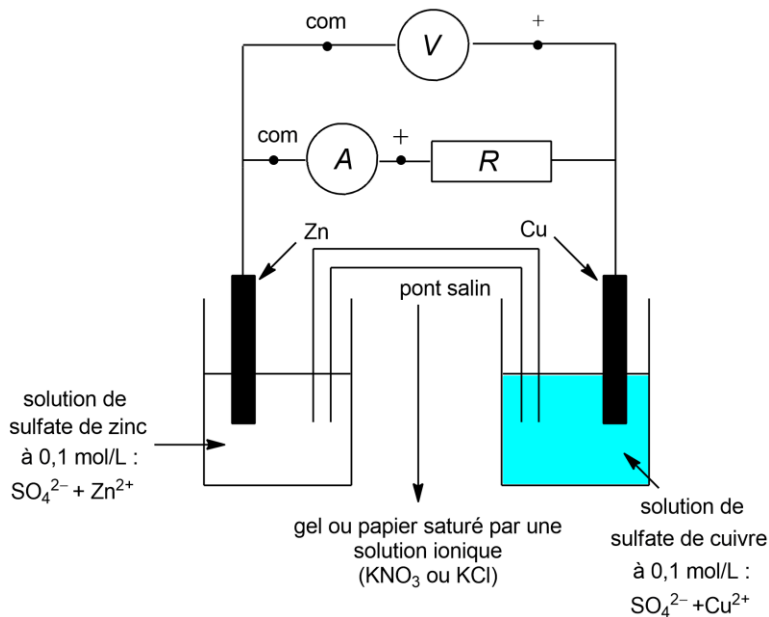 com
V
+
com
A
+
R
Zn
Cu
pont salin
solution de
sulfate de zinc
à 0,1 mol/L :
SO₄²⁻ + Zn²⁺
gel ou papier saturé par une
solution ionique
(KNO₃ ou KCl)
solution de
sulfate de cuivre
à 0,1 mol/L :
SO₄²⁻ +Cu²⁺